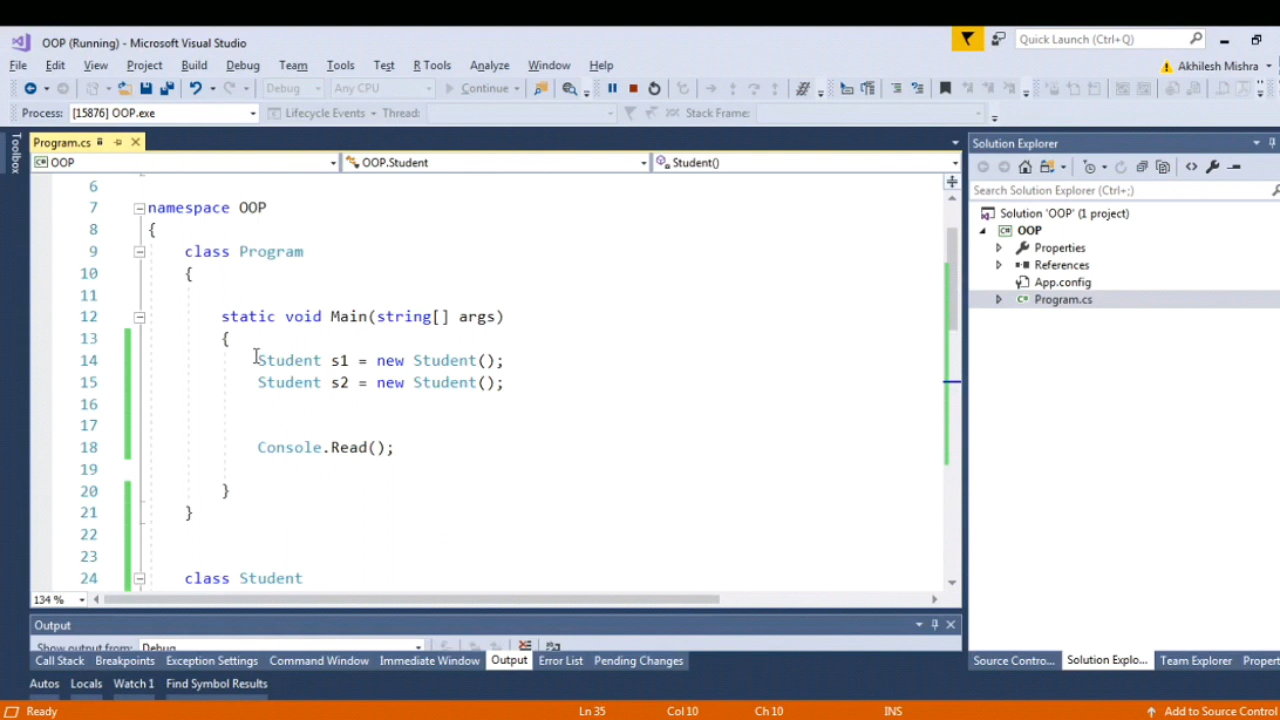 OOP (Running) - Microsoft Visual Studio
Quick Launch (Ctrl+Q)
File Edit View Project Build Debug Team Tools Test R Tools Analyze Window Help
Akhilesh Mishra
Debug Any CPU Continue
Process: [15876] OOP.exe Lifecycle Events Thread: Stack Frame:
Toolbox
Program.cs
OOP OOP.Student Student()
6
7 namespace OOP
8 {
9 class Program
10 {
11
12 static void Main(string[] args)
13 {
14 Student s1 = new Student();
15 Student s2 = new Student();
16
17
18 Console.Read();
19
20 }
21 }
22
23
24 class Student
134 %
Solution Explorer
Search Solution Explorer (Ctrl+;)
Solution 'OOP' (1 project)
OOP
Properties
References
App.config
Program.cs
Output
Show output from: Debug
Call Stack Breakpoints Exception Settings Command Window Immediate Window Output Error List Pending Changes
Source Contro... Solution Explo... Team Explorer Propert
Autos Locals Watch 1 Find Symbol Results
Ready Ln 35 Col 10 Ch 10 INS Add to Source Control